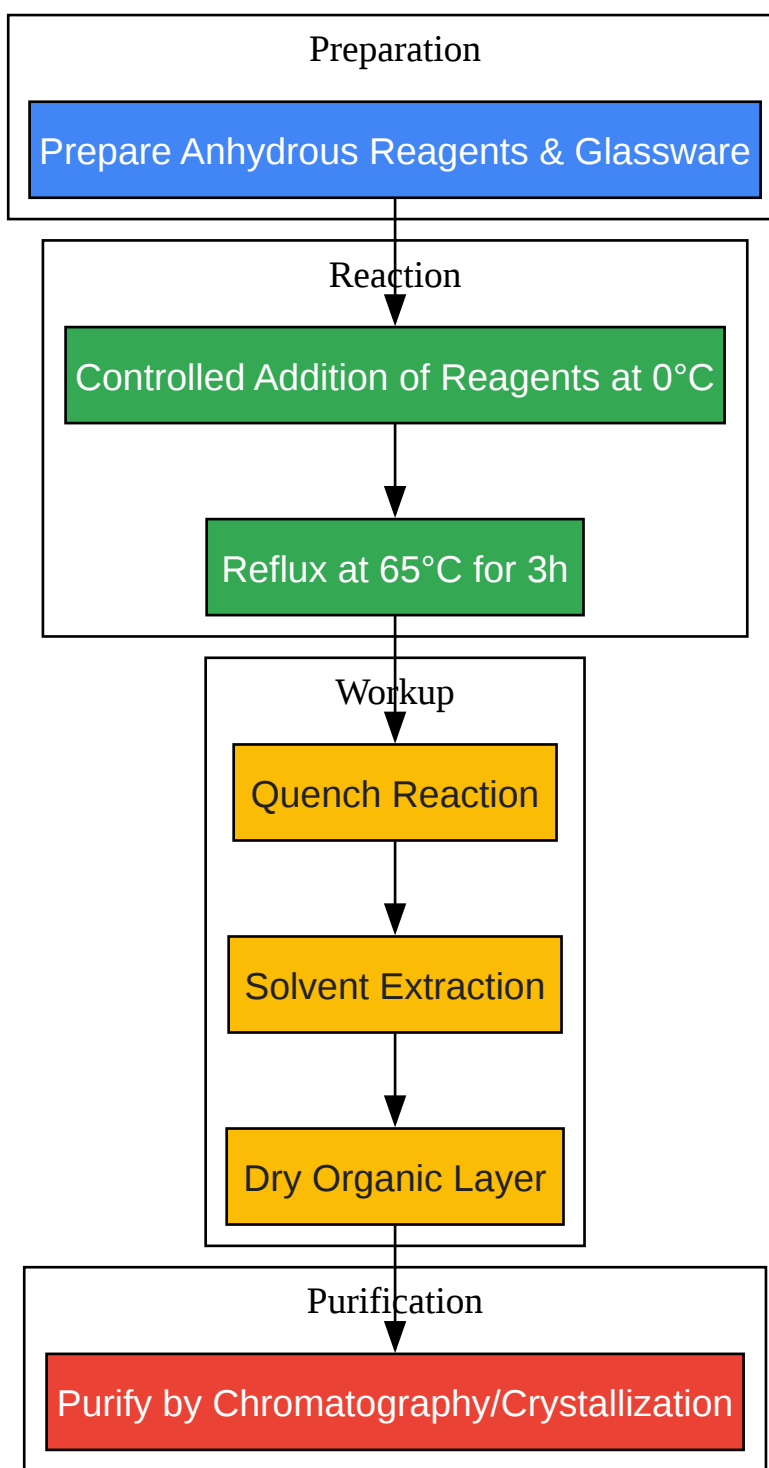 Preparation
Prepare Anhydrous Reagents & Glassware
Reaction
Controlled Addition of Reagents at 0°C
Reflux at 65°C for 3h
Workup
Quench Reaction
Solvent Extraction
Dry Organic Layer
Purification
Purify by Chromatography/Crystallization